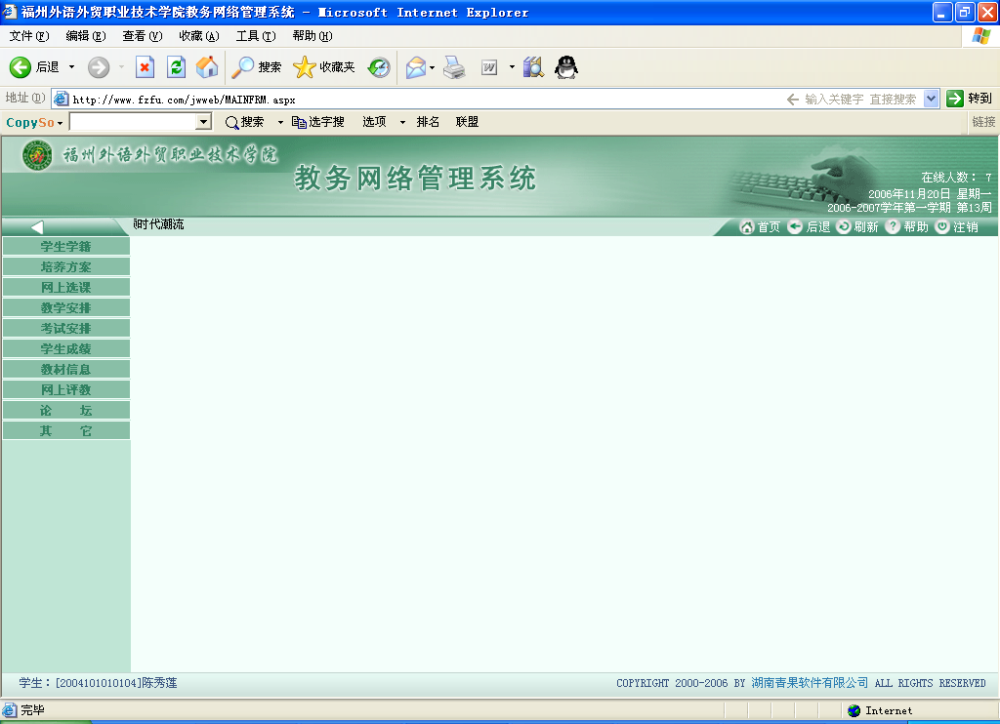 福州外语外贸职业技术学院教务网络管理系统 - Microsoft Internet Explorer
文件(F) 编辑(E) 查看(V) 收藏(A) 工具(T) 帮助(H)
后退 搜索 收藏夹
地址(D) http://www.fzfu.com/jwweb/MAINFRM.aspx 输入关键字 直接搜索 转到
CopySo 搜索 选字搜 选项 排名 联盟 链接
福州外语外贸职业技术学院
教务网络管理系统
在线人数： 7
2006年11月20日 星期一
2006-2007学年第一学期 第13周
时代潮流 首页 后退 刷新 帮助 注销
学生学籍
培养方案
网上选课
教学安排
考试安排
学生成绩
教材信息
网上评教
论 坛
其 它
学生：[2004101010104]陈秀莲 COPYRIGHT 2000-2006 BY 湖南青果软件有限公司 ALL RIGHTS RESERVED
完毕 Internet